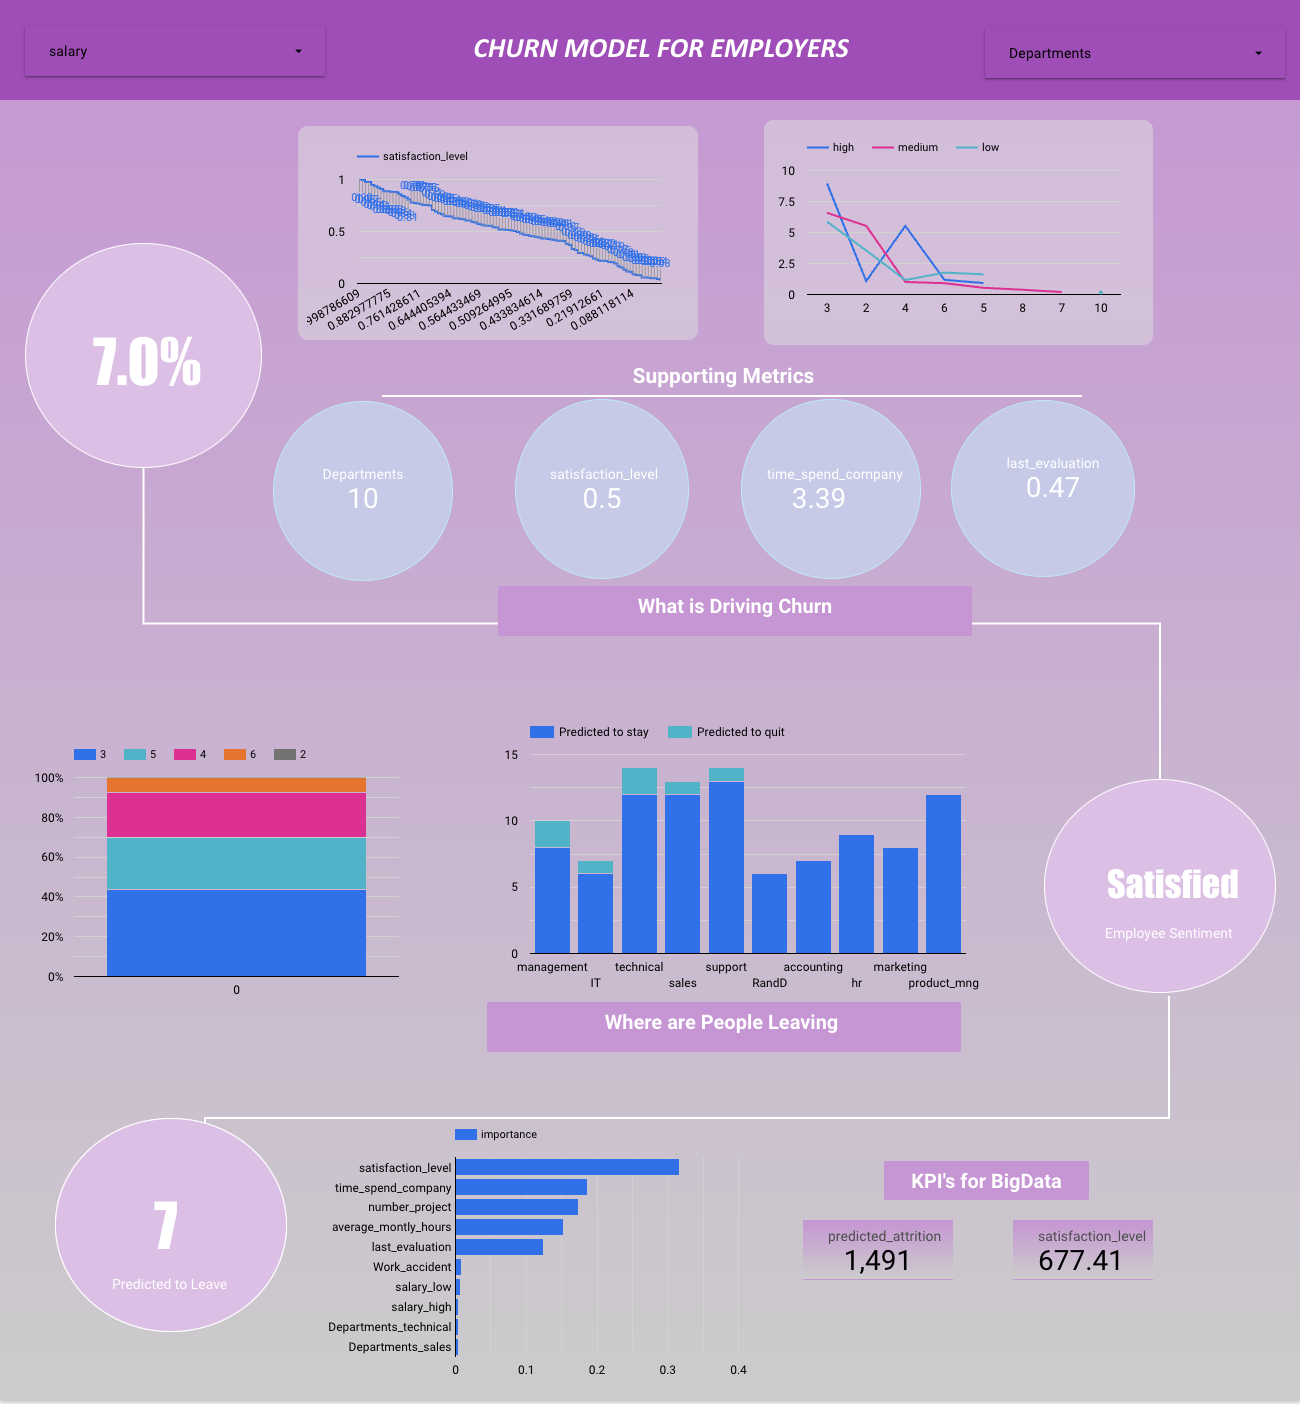 salary
CHURN MODEL FOR EMPLOYERS
Departments
satisfaction_level
1
0.5
0
998786609
0.882977775
0.761428611
0.644405394
0.564433469
0.509264995
0.433834614
0.331689759
0.21912661
0.088118114
high medium low
10
7.5
5
2.5
0
3 2 4 6 5 8 7 10
7.0%
Supporting Metrics
Departments
10
satisfaction_level
0.5
time_spend_company
3.39
last_evaluation
0.47
What is Driving Churn
3 5 4 6 2
100%
80%
60%
40%
20%
0%
0
Predicted to stay Predicted to quit
15
10
5
0
management technical support accounting marketing
IT sales RandD hr product_mng
Satisfied
Employee Sentiment
Where are People Leaving
7
Predicted to Leave
importance
satisfaction_level
time_spend_company
number_project
average_montly_hours
last_evaluation
Work_accident
salary_low
salary_high
Departments_technical
Departments_sales
0 0.1 0.2 0.3 0.4
KPI's for BigData
predicted_attrition
1,491
satisfaction_level
677.41